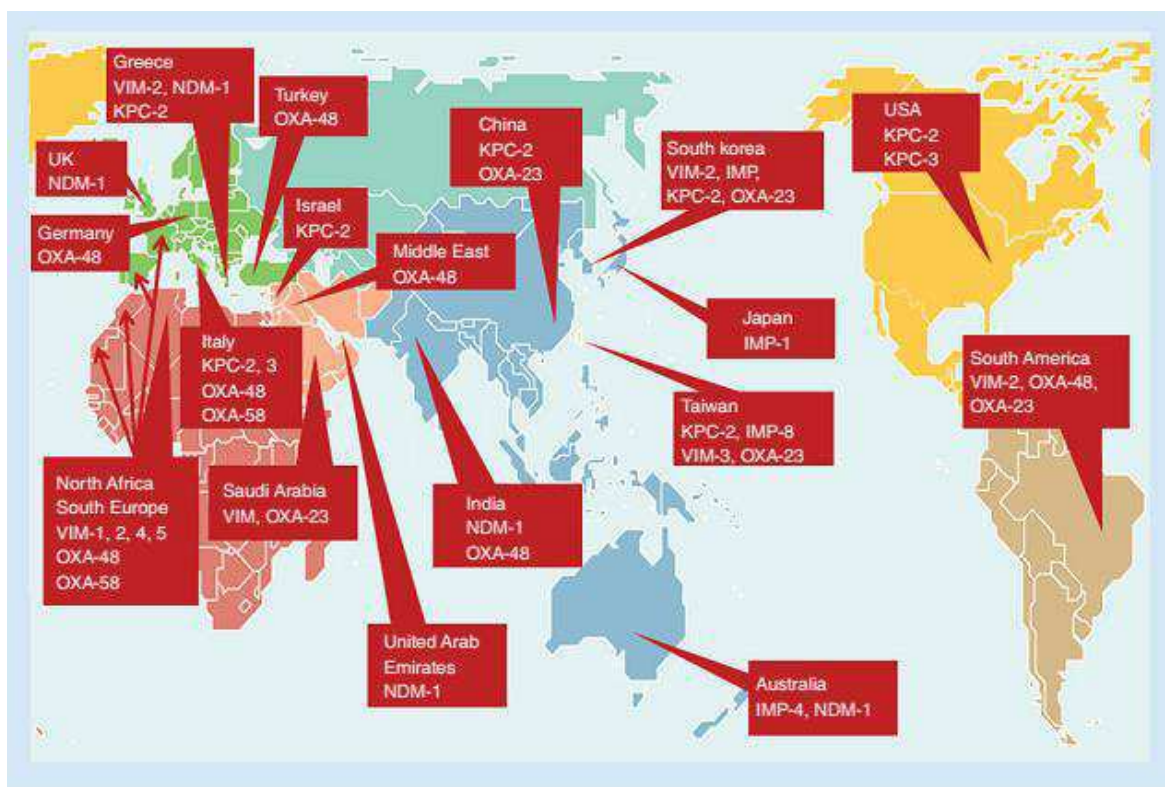 Greece
VIM-2, NDM-1
KPC-2
Turkey
OXA-48
China
KPC-2
OXA-23
USA
KPC-2
KPC-3
South korea
VIM-2, IMP,
KPC-2, OXA-23
UK
NDM-1
Israel
KPC-2
Germany
OXA-48
Middle East
OXA-48
Japan
IMP-1
Italy
KPC-2, 3
OXA-48
OXA-58
South America
VIM-2, OXA-48,
OXA-23
Taiwan
KPC-2, IMP-8
VIM-3, OXA-23
North Africa
South Europe
VIM-1, 2, 4, 5
OXA-48
OXA-58
Saudi Arabia
VIM, OXA-23
India
NDM-1
OXA-48
United Arab
Emirates
NDM-1
Australia
IMP-4, NDM-1